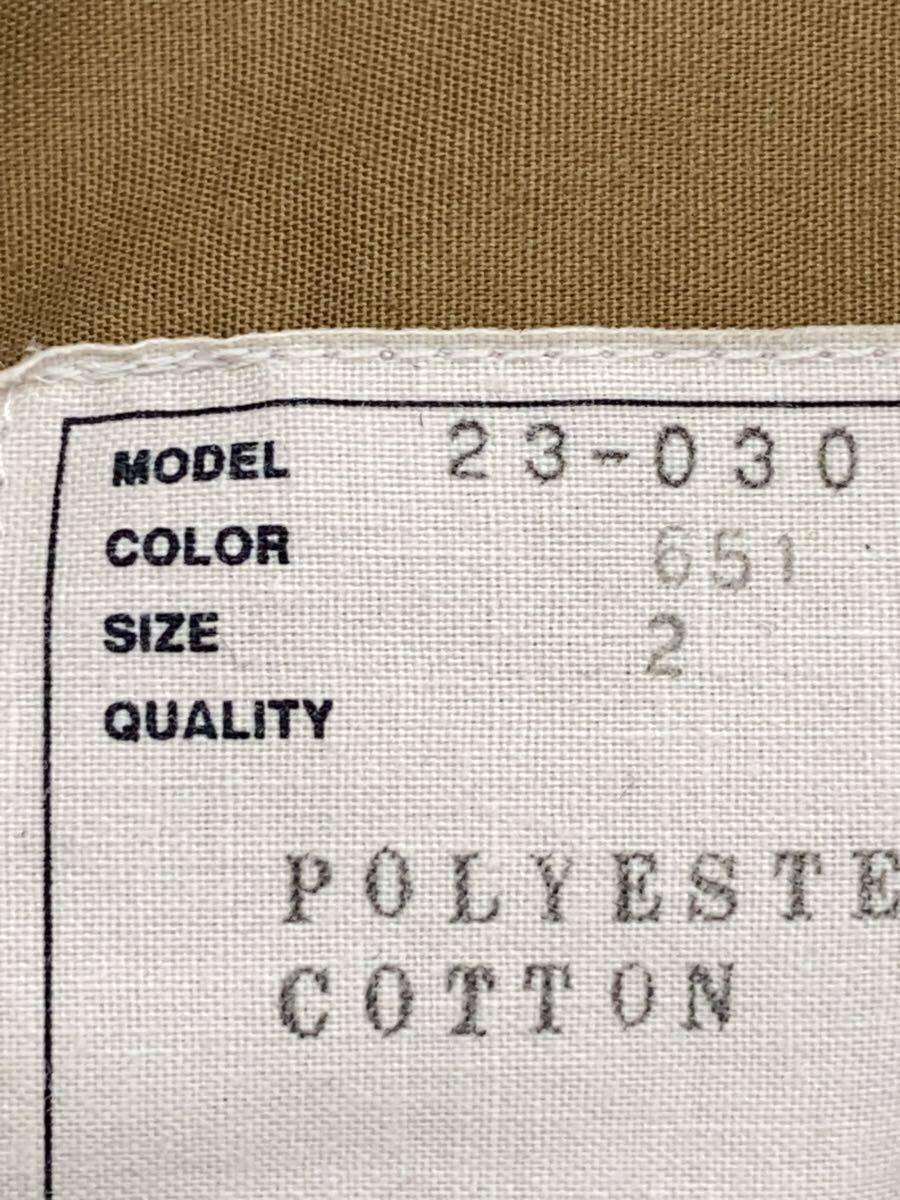 MODEL 23-030
COLOR 651
SIZE 2
QUALITY
POLYESTE
COTTON